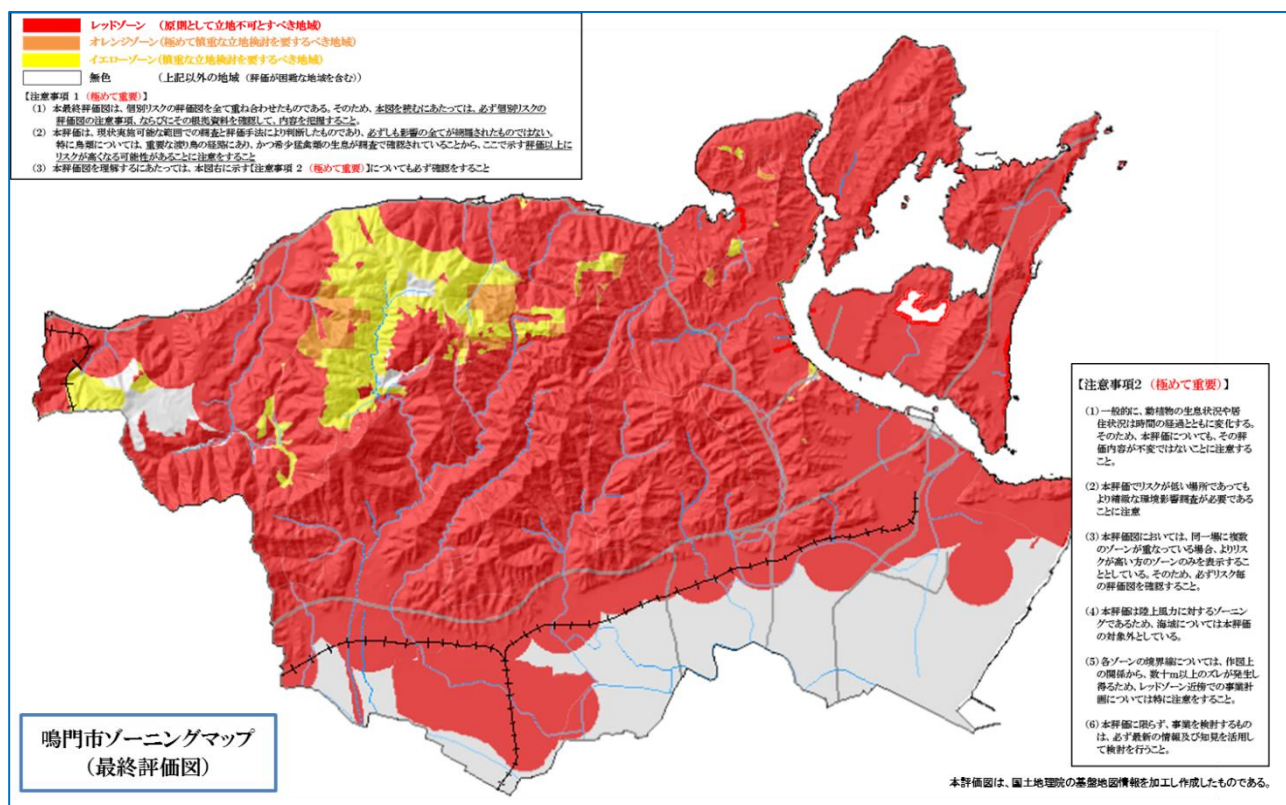 レッドゾーン （原則として立地不可とすべき地域）
オレンジゾーン（極めて慎重な立地検討を要するべき地域）
イエローゾーン（慎重な立地検討を要するべき地域）
無色 （上記以外の地域（評価が困難な地域を含む））
【注意事項 1 （極めて重要）】
(1) 本最終評価図は、個別リスクの評価図を全て重ね合わせたものである。そのため、本図を読むにあたっては、必ず個別リスクの
評価図の注意事項、ならびにその根拠資料を確認して、内容を把握すること。
(2) 本評価は、現状実施可能な範囲での調査と評価手法により判断したものであり、必ずしも影響の全てが網羅されたものではない。
特に鳥類については、重要な渡り鳥の経路にあり、かつ希少猛禽類の生息が調査で確認されていることから、ここで示す評価以上に
リスクが高くなる可能性があることに注意をすること
(3) 本評価図を理解するにあたっては、本図右に示す【注意事項 2 （極めて重要）】についても必ず確認をすること
【注意事項2 （極めて重要）】
(1) 一般的に、動植物の生息状況や居
住状況は時間の経過とともに変化する。
そのため、本評価についても、その評
価内容が不変ではないことに注意する
こと。
(2) 本評価でリスクが低い場所であっても
より精緻な環境影響調査が必要である
ことに注意
(3) 本評価図においては、同一場に複数
のゾーンが重なっている場合、よりリス
クが高い方のゾーンのみを表示するこ
ととしている。そのため、必ずリスク毎
の評価図を確認すること。
(4) 本評価は陸上風力に対するゾーニン
グであるため、海域については本評価
の対象外としている。
(5) 各ゾーンの境界線については、作図上
の関係から、数十m以上のズレが発生し
得るため、レッドゾーン近傍での事業計
画については特に注意をすること。
(6) 本評価に限らず、事業を検討するもの
は、必ず最新の情報及び知見を活用し
て検討を行うこと。
鳴門市ゾーニングマップ
（最終評価図）
本評価図は、国土地理院の基盤地図情報を加工し作成したものである。